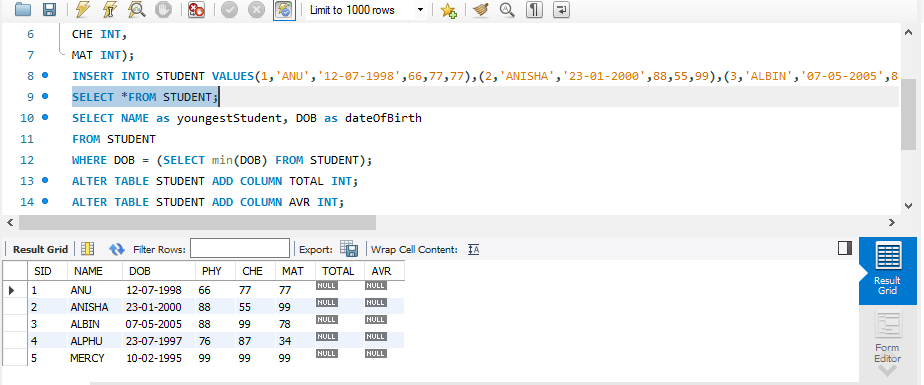 Limit to 1000 rows
6 CHE INT,
7 MAT INT);
8 INSERT INTO STUDENT VALUES(1,'ANU','12-07-1998',66,77,77),(2,'ANISHA','23-01-2000',88,55,99),(3,'ALBIN','07-05-2005',8
9 SELECT *FROM STUDENT;
10 SELECT NAME as youngestStudent, DOB as dateOfBirth
11 FROM STUDENT
12 WHERE DOB = (SELECT min(DOB) FROM STUDENT);
13 ALTER TABLE STUDENT ADD COLUMN TOTAL INT;
14 ALTER TABLE STUDENT ADD COLUMN AVR INT;
Result Grid Filter Rows: Export: Wrap Cell Content:
SID NAME DOB PHY CHE MAT TOTAL AVR
1 ANU 12-07-1998 66 77 77 NULL NULL
2 ANISHA 23-01-2000 88 55 99 NULL NULL
3 ALBIN 07-05-2005 88 99 78 NULL NULL
4 ALPHU 23-07-1997 76 87 34 NULL NULL
5 MERCY 10-02-1995 99 99 99 NULL NULL
Result
Grid
Form
Editor